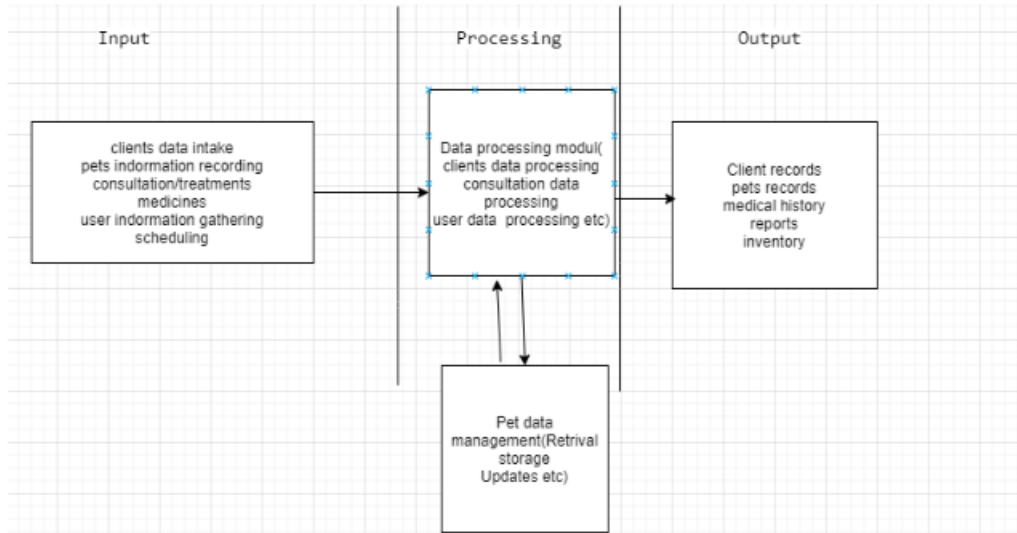 Input
Processing
Output
clients data intake
pets indormation recording
consultation/treatments
medicines
user indormation gathering
scheduling
Data processing modul(
clients data processing
consultation data
processing
user data processing etc)
Client records
pets records
medical history
reports
inventory
Pet data
management(Retrival
storage
Updates etc)